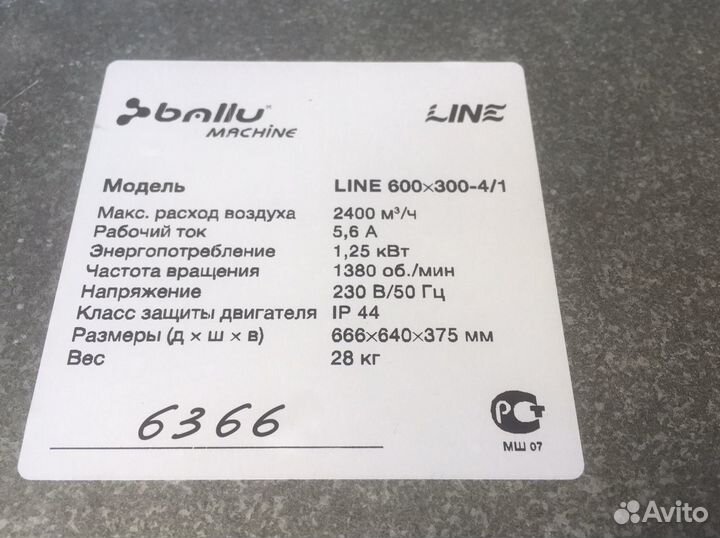 ballu
MACHINE
LINE
Модель LINE 600×300-4/1
Макс. расход воздуха 2400 м³/ч
Рабочий ток 5,6 А
Энергопотребление 1,25 кВт
Частота вращения 1380 об./мин
Напряжение 230 В/50 Гц
Класс защиты двигателя IP 44
Размеры (д × ш × в) 666×640×375 мм
Вес 28 кг
6366
РСТ
МШ 07
Avito